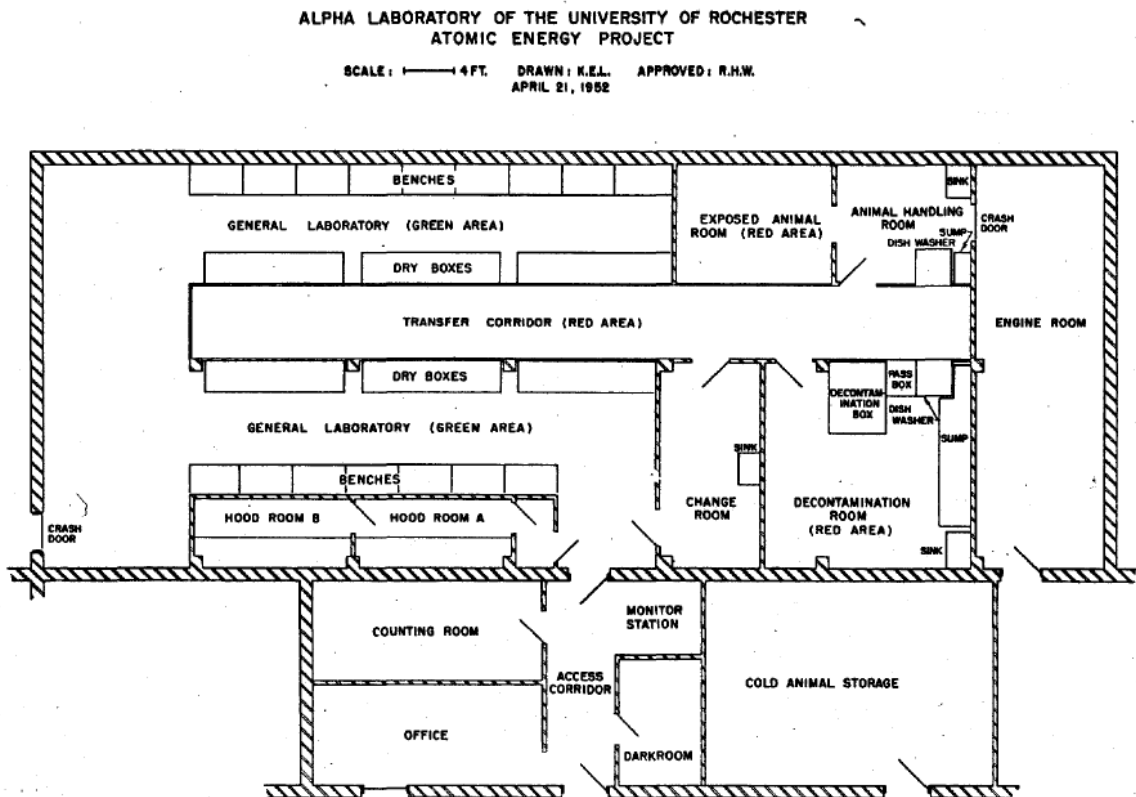 ALPHA LABORATORY OF THE UNIVERSITY OF ROCHESTER
ATOMIC ENERGY PROJECT
SCALE: 4 FT. DRAWN: K.E.L. APPROVED: R.H.W.
APRIL 21, 1952
BENCHES
SINK
GENERAL LABORATORY (GREEN AREA)
EXPOSED ANIMAL
ROOM (RED AREA)
ANIMAL HANDLING
ROOM
CRASH
DOOR
SUMP
DISH WASHER
DRY BOXES
TRANSFER CORRIDOR (RED AREA)
ENGINE ROOM
DRY BOXES
DECONTAM-
INATION
BOX
PASS
BOX
DISH
WASHER
SUMP
GENERAL LABORATORY (GREEN AREA)
SINK
BENCHES
CHANGE
ROOM
DECONTAMINATION
ROOM
(RED AREA)
CRASH
DOOR
HOOD ROOM B
HOOD ROOM A
SINK
COUNTING ROOM
MONITOR
STATION
ACCESS
CORRIDOR
COLD ANIMAL STORAGE
OFFICE
DARKROOM